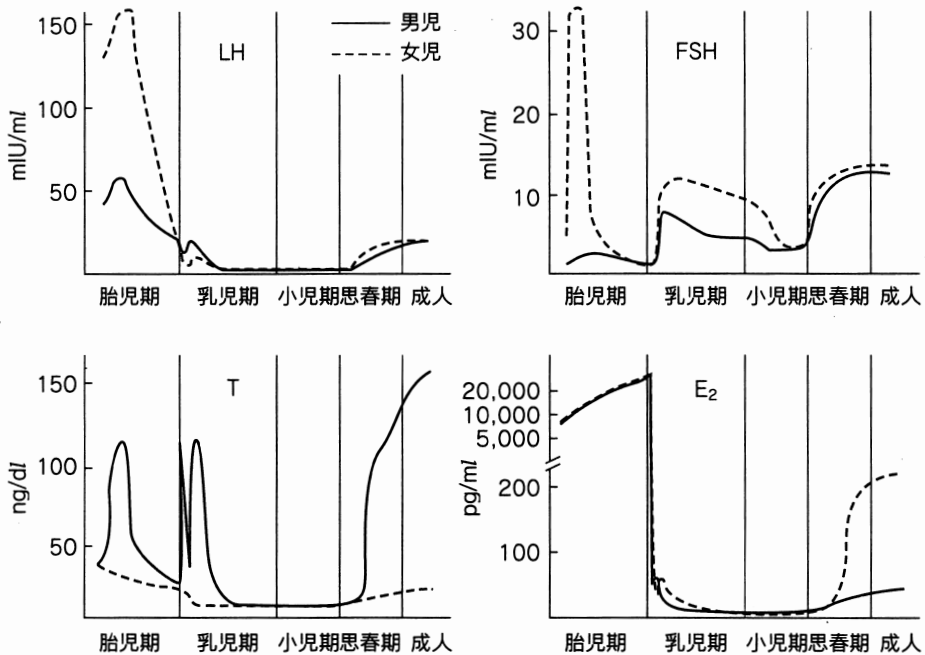 LH
男児
女児
mIU/ml
150
100
50
胎児期 乳児期 小児期 思春期 成人
FSH
mIU/ml
30
20
10
胎児期 乳児期 小児期 思春期 成人
T
ng/dl
150
100
50
胎児期 乳児期 小児期 思春期 成人
E₂
pg/ml
20,000
10,000
5,000
200
100
胎児期 乳児期 小児期 思春期 成人